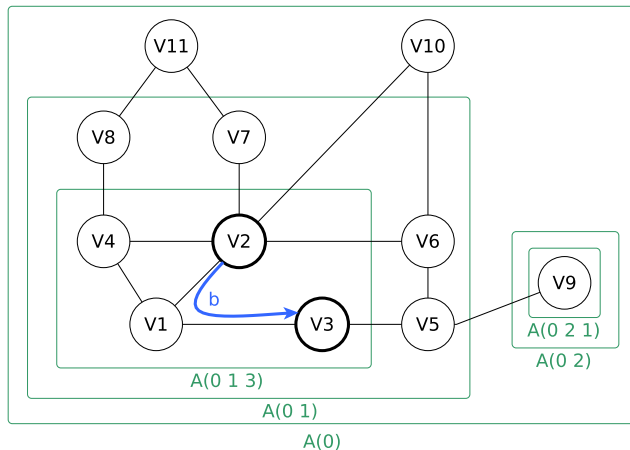 V11 V10
V8 V7
V4 V2 V6
V9
b
V1 V3 V5
A(0 2 1)
A(0 2)
A(0 1 3)
A(0 1)
A(0)